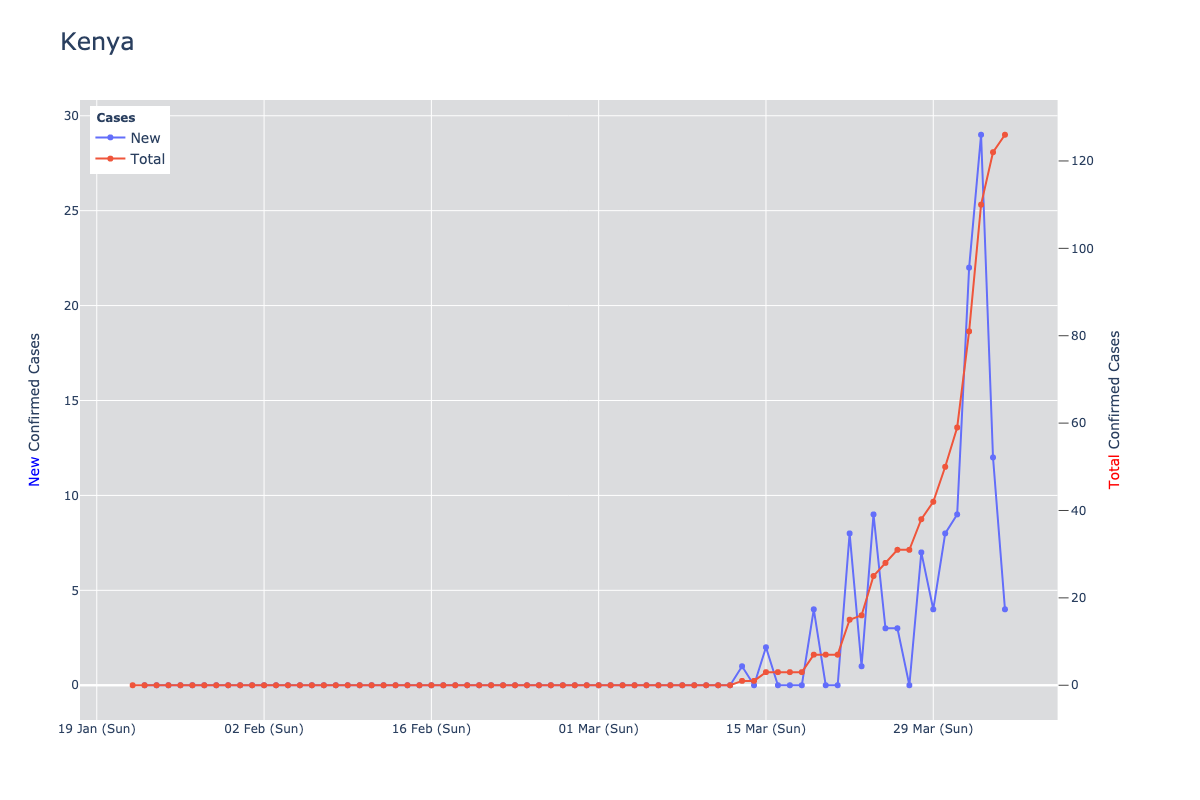 Kenya
Cases
New
Total
30
25
20
15
10
5
0
120
100
80
60
40
20
0
New Confirmed Cases
Total Confirmed Cases
19 Jan (Sun)
02 Feb (Sun)
16 Feb (Sun)
01 Mar (Sun)
15 Mar (Sun)
29 Mar (Sun)